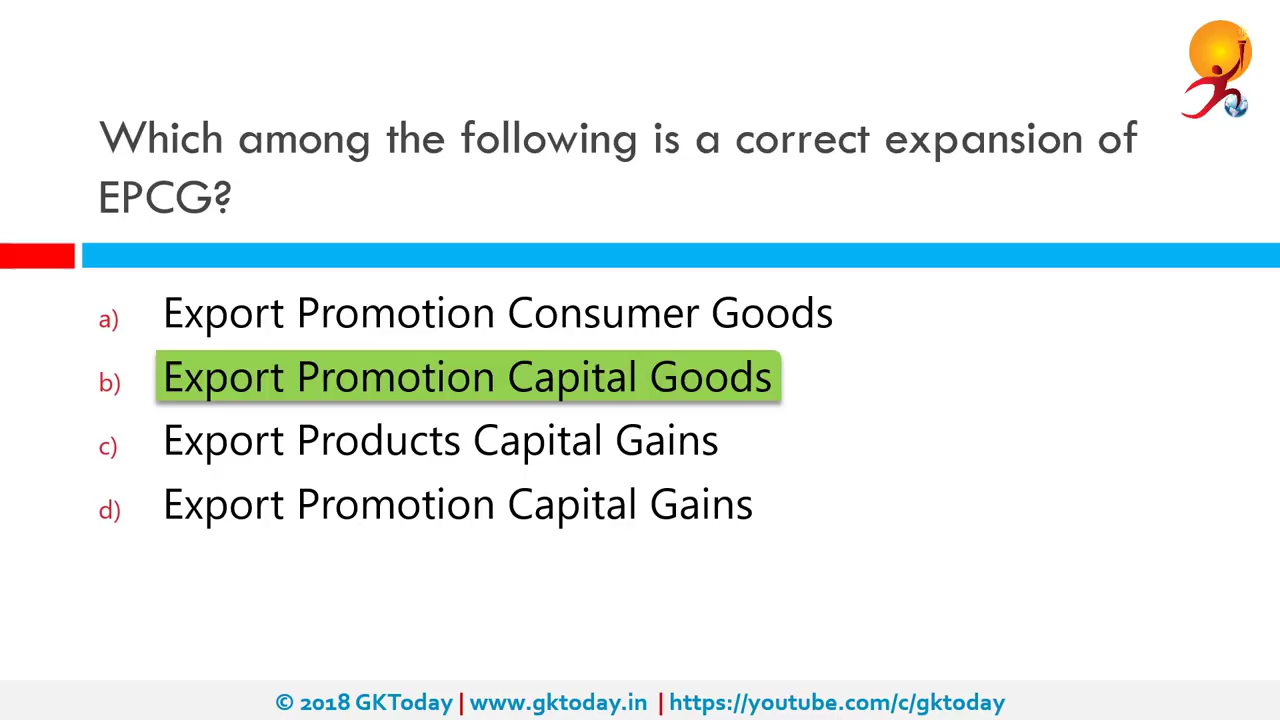 Which among the following is a correct expansion of
EPCG?
a) Export Promotion Consumer Goods
b) Export Promotion Capital Goods
c) Export Products Capital Gains
d) Export Promotion Capital Gains
© 2018 GKToday | www.gktoday.in | https://youtube.com/c/gktoday